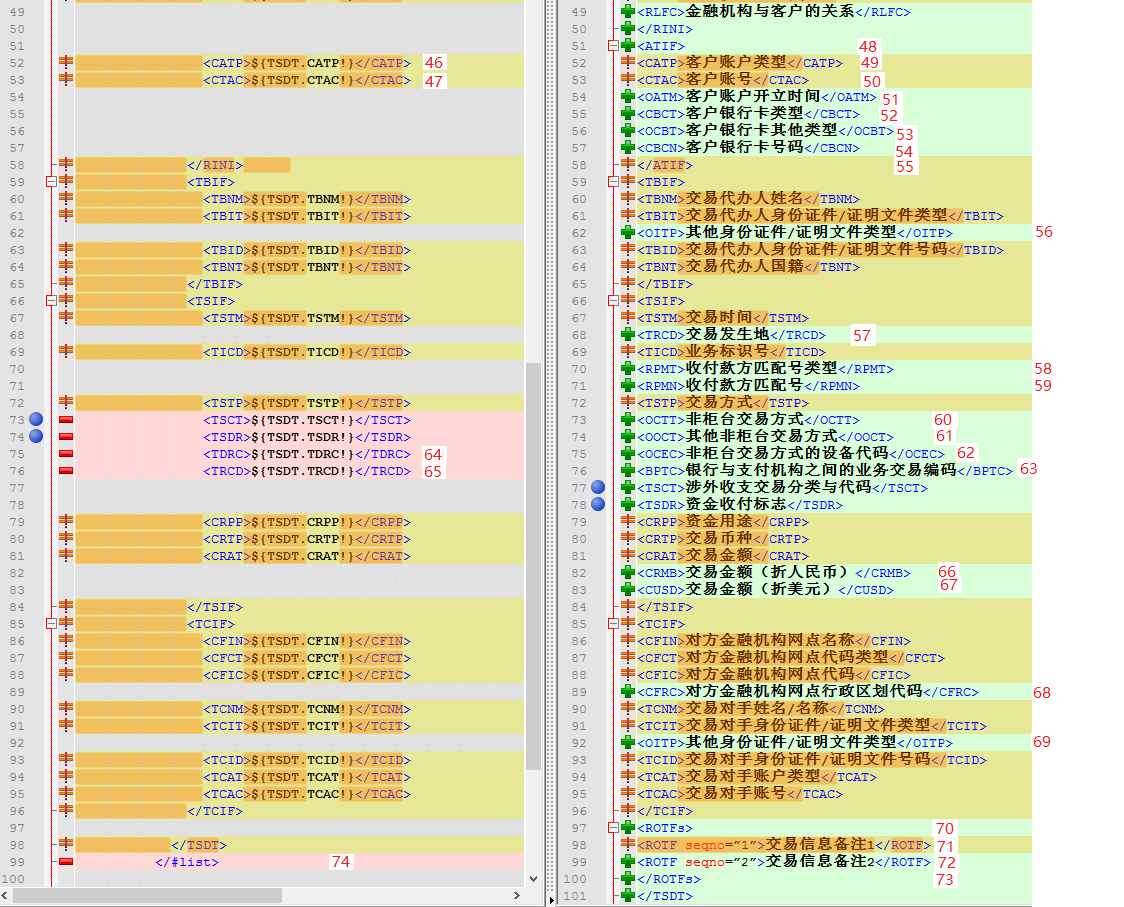 49
50
51
52 <CATP>${TSDT.CATP!}</CATP> 46
53 <CTAC>${TSDT.CTAC!}</CTAC> 47
54
55
56
57
58 </RINI>
59 <TBIF>
60 <TBNM>${TSDT.TBNM!}</TBNM>
61 <TBIT>${TSDT.TBIT!}</TBIT>
62
63 <TBID>${TSDT.TBID!}</TBID>
64 <TBNT>${TSDT.TBNT!}</TBNT>
65 </TBIF>
66 <TSIF>
67 <TSTM>${TSDT.TSTM!}</TSTM>
68
69 <TICD>${TSDT.TICD!}</TICD>
70
71
72 <TSTP>${TSDT.TSTP!}</TSTP>
73 <TSCT>${TSDT.TSCT!}</TSCT>
74 <TSDR>${TSDT.TSDR!}</TSDR>
75 <TDRC>${TSDT.TDRC!}</TDRC> 64
76 <TRCD>${TSDT.TRCD!}</TRCD> 65
77
78
79 <CRPP>${TSDT.CRPP!}</CRPP>
80 <CRTP>${TSDT.CRTP!}</CRTP>
81 <CRAT>${TSDT.CRAT!}</CRAT>
82
83
84 </TSIF>
85 <TCIF>
86 <CFIN>${TSDT.CFIN!}</CFIN>
87 <CFCT>${TSDT.CFCT!}</CFCT>
88 <CFIC>${TSDT.CFIC!}</CFIC>
89
90 <TCNM>${TSDT.TCNM!}</TCNM>
91 <TCIT>${TSDT.TCIT!}</TCIT>
92
93 <TCID>${TSDT.TCID!}</TCID>
94 <TCAT>${TSDT.TCAT!}</TCAT>
95 <TCAC>${TSDT.TCAC!}</TCAC>
96 </TCIF>
97
98 </TSDT>
99 </#list> 74
100
49 <RLFC>金融机构与客户的关系</RLFC>
50 </RINI>
51 <ATIF> 48
52 <CATP>客户账户类型</CATP> 49
53 <CTAC>客户账号</CTAC> 50
54 <OATM>客户账户开立时间</OATM> 51
55 <CBCT>客户银行卡类型</CBCT> 52
56 <OCBT>客户银行卡其他类型</OCBT> 53
57 <CBCN>客户银行卡号码</CBCN> 54
58 </ATIF> 55
59 <TBIF>
60 <TBNM>交易代办人姓名</TBNM>
61 <TBIT>交易代办人身份证件/证明文件类型</TBIT>
62 <OITP>其他身份证件/证明文件类型</OITP> 56
63 <TBID>交易代办人身份证件/证明文件号码</TBID>
64 <TBNT>交易代办人国籍</TBNT>
65 </TBIF>
66 <TSIF>
67 <TSTM>交易时间</TSTM>
68 <TRCD>交易发生地</TRCD> 57
69 <TICD>业务标识号</TICD>
70 <RPMT>收付款方匹配号类型</RPMT> 58
71 <RPMN>收付款方匹配号</RPMN> 59
72 <TSTP>交易方式</TSTP>
73 <OCTT>非柜台交易方式</OCTT> 60
74 <OOCT>其他非柜台交易方式</OOCT> 61
75 <OCEC>非柜台交易方式的设备代码</OCEC> 62
76 <BPTC>银行与支付机构之间的业务交易编码</BPTC> 63
77 <TSCT>涉外收支交易分类与代码</TSCT>
78 <TSDR>资金收付标志</TSDR>
79 <CRPP>资金用途</CRPP>
80 <CRTP>交易币种</CRTP>
81 <CRAT>交易金额</CRAT>
82 <CRMB>交易金额（折人民币）</CRMB> 66
83 <CUSD>交易金额（折美元）</CUSD> 67
84 </TSIF>
85 <TCIF>
86 <CFIN>对方金融机构网点名称</CFIN>
87 <CFCT>对方金融机构网点代码类型</CFCT>
88 <CFIC>对方金融机构网点代码</CFIC>
89 <CFRC>对方金融机构网点行政区划代码</CFRC> 68
90 <TCNM>交易对手姓名/名称</TCNM>
91 <TCIT>交易对手身份证件/证明文件类型</TCIT>
92 <OITP>其他身份证件/证明文件类型</OITP> 69
93 <TCID>交易对手身份证件/证明文件号码</TCID>
94 <TCAT>交易对手账户类型</TCAT>
95 <TCAC>交易对手账号</TCAC>
96 </TCIF>
97 <ROTFs> 70
98 <ROTF seqno="1">交易信息备注1</ROTF> 71
99 <ROTF seqno="2">交易信息备注2</ROTF> 72
100 </ROTFs> 73
101 </TSDT>